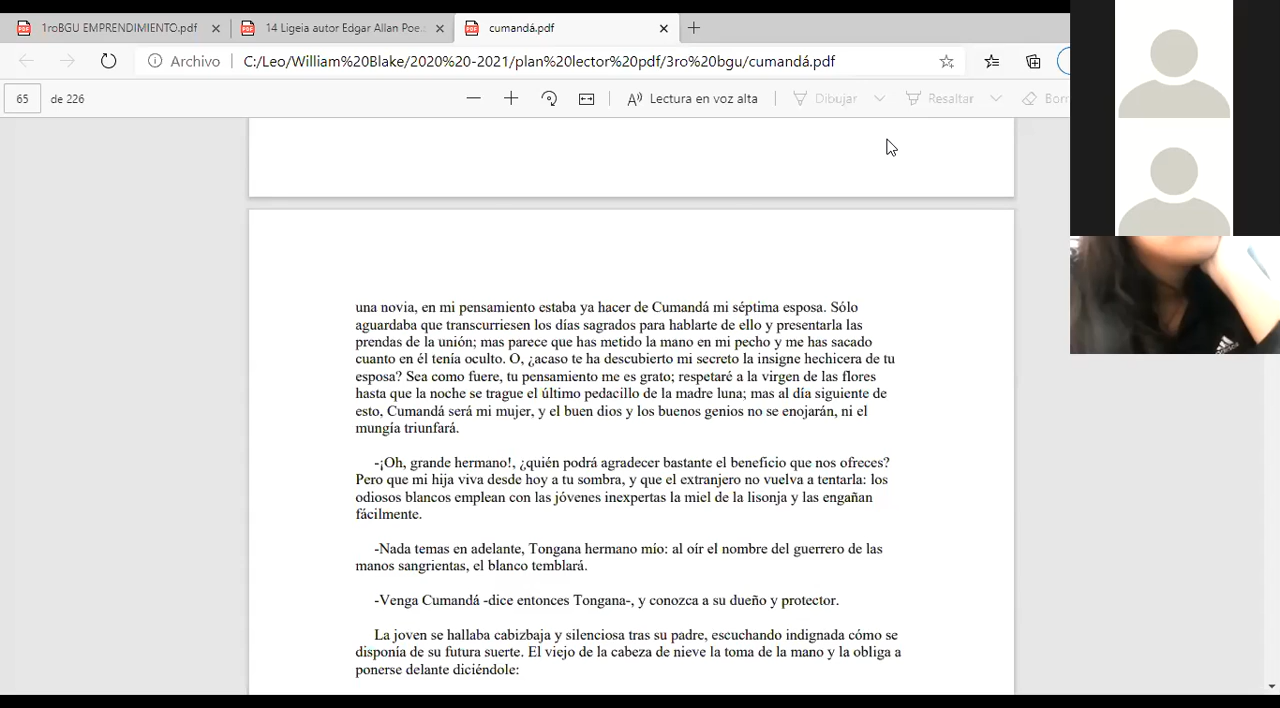 1roBGU EMPRENDIMIENTO.pdf
14 Ligeia autor Edgar Allan Poe.
cumandá.pdf
Archivo
C:/Leo/William%20Blake/2020%20-2021/plan%20lector%20pdf/3ro%20bgu/cumandá.pdf
65 de 226
Lectura en voz alta
Dibujar
Resaltar
Borr
una novia, en mi pensamiento estaba ya hacer de Cumandá mi séptima esposa. Sólo
aguardaba que transcurriesen los días sagrados para hablarte de ello y presentarla las
prendas de la unión; mas parece que has metido la mano en mi pecho y me has sacado
cuanto en él tenía oculto. O, ¿acaso te ha descubierto mi secreto la insigne hechicera de tu
esposa? Sea como fuere, tu pensamiento me es grato; respetaré a la virgen de las flores
hasta que la noche se trague el último pedacillo de la madre luna; mas al día siguiente de
esto, Cumandá será mi mujer, y el buen dios y los buenos genios no se enojarán, ni el
mungía triunfará.
-¡Oh, grande hermano!, ¿quién podrá agradecer bastante el beneficio que nos ofreces?
Pero que mi hija viva desde hoy a tu sombra, y que el extranjero no vuelva a tentarla: los
odiosos blancos emplean con las jóvenes inexpertas la miel de la lisonja y las engañan
fácilmente.
-Nada temas en adelante, Tongana hermano mío: al oír el nombre del guerrero de las
manos sangrientas, el blanco temblará.
-Venga Cumandá -dice entonces Tongana-, y conozca a su dueño y protector.
La joven se hallaba cabizbaja y silenciosa tras su padre, escuchando indignada cómo se
disponía de su futura suerte. El viejo de la cabeza de nieve la toma de la mano y la obliga a
ponerse delante diciéndole:
adidas